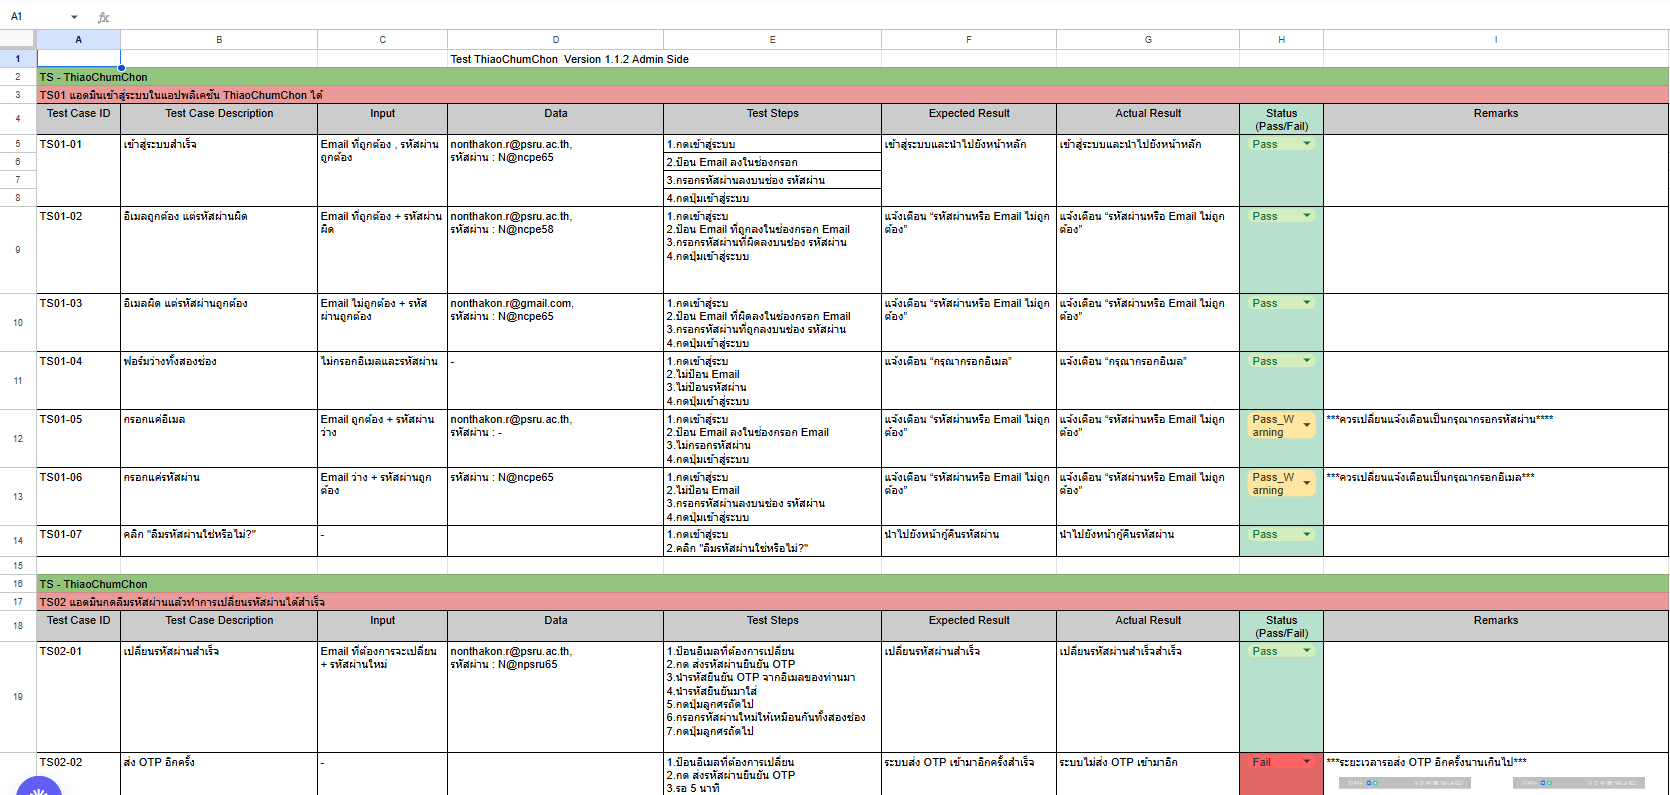 A1 fx
A B C D E F G H I
1 Test ThiaoChumChon Version 1.1.2 Admin Side
2 TS - ThiaoChumChon
3 TS01 แอดมินเข้าสู่ระบบในแอปพลิเคชัน ThiaoChumChon ได้
4 Test Case ID Test Case Description Input Data Test Steps Expected Result Actual Result Status Remarks
(Pass/Fail)
5 TS01-01 เข้าสู่ระบบสำเร็จ Email ที่ถูกต้อง , รหัสผ่าน nonthakon.r@psru.ac.th, 1.กดเข้าสู่ระบบ เข้าสู่ระบบและนำไปยังหน้าหลัก เข้าสู่ระบบและนำไปยังหน้าหลัก Pass
ถูกต้อง รหัสผ่าน : N@ncpe65
6 2.ป้อน Email ลงในช่องกรอก
7 3.กรอกรหัสผ่านลงบนช่อง รหัสผ่าน
8 4.กดปุ่มเข้าสู่ระบบ
TS01-02 อีเมลถูกต้อง แต่รหัสผ่านผิด Email ที่ถูกต้อง + รหัสผ่าน nonthakon.r@psru.ac.th, 1.กดเข้าสู่ระบ แจ้งเตือน “รหัสผ่านหรือ Email ไม่ถูก แจ้งเตือน “รหัสผ่านหรือ Email ไม่ถูก Pass
ผิด รหัสผ่าน : N@ncpe58 2.ป้อน Email ที่ถูกลงในช่องกรอก Email ต้อง” ต้อง”
9 3.กรอกรหัสผ่านที่ผิดลงบนช่อง รหัสผ่าน
4.กดปุ่มเข้าสู่ระบบ
TS01-03 อีเมลผิด แต่รหัสผ่านถูกต้อง Email ไม่ถูกต้อง + รหัส nonthakon.r@gmail.com, 1.กดเข้าสู่ระบ แจ้งเตือน “รหัสผ่านหรือ Email ไม่ถูก แจ้งเตือน “รหัสผ่านหรือ Email ไม่ถูก Pass
ผ่านถูกต้อง รหัสผ่าน : N@ncpe65 2.ป้อน Email ที่ผิดลงในช่องกรอก Email ต้อง” ต้อง”
10 3.กรอกรหัสผ่านที่ถูกลงบนช่อง รหัสผ่าน
4.กดปุ่มเข้าสู่ระบบ
TS01-04 ฟอร์มว่างทั้งสองช่อง ไม่กรอกอีเมลและรหัสผ่าน - 1.กดเข้าสู่ระบ แจ้งเตือน “กรุณากรอกอีเมล” แจ้งเตือน “กรุณากรอกอีเมล” Pass
2.ไม่ป้อน Email
11 3.ไม่ป้อนรหัสผ่าน
4.กดปุ่มเข้าสู่ระบบ
TS01-05 กรอกแค่อีเมล Email ถูกต้อง + รหัสผ่าน nonthakon.r@psru.ac.th, 1.กดเข้าสู่ระบ แจ้งเตือน “รหัสผ่านหรือ Email ไม่ถูก แจ้งเตือน “รหัสผ่านหรือ Email ไม่ถูก Pass_W ***ควรเปลี่ยนแจ้งเตือนเป็นกรุณากรอกรหัสผ่าน****
ว่าง รหัสผ่าน : - 2.ป้อน Email ลงในช่องกรอก Email ต้อง” ต้อง” arning
12 3.ไม่กรอกรหัสผ่าน
4.กดปุ่มเข้าสู่ระบบ
TS01-06 กรอกแค่รหัสผ่าน Email ว่าง + รหัสผ่านถูก รหัสผ่าน : N@ncpe65 1.กดเข้าสู่ระบ แจ้งเตือน “รหัสผ่านหรือ Email ไม่ถูก แจ้งเตือน “รหัสผ่านหรือ Email ไม่ถูก Pass_W ***ควรเปลี่ยนแจ้งเตือนเป็นกรุณากรอกอีเมล***
ต้อง 2.ไม่ป้อน Email ต้อง” ต้อง” arning
13 3.กรอกรหัสผ่านลงบนช่อง รหัสผ่าน
4.กดปุ่มเข้าสู่ระบบ
TS01-07 คลิก "ลืมรหัสผ่านใช่หรือไม่?" - 1.กดเข้าสู่ระบ นำไปยังหน้ากู้คืนรหัสผ่าน นำไปยังหน้ากู้คืนรหัสผ่าน Pass
14 2.คลิก "ลืมรหัสผ่านใช่หรือไม่?"
15
16 TS - ThiaoChumChon
17 TS02 แอดมินกดลืมรหัสผ่านแล้วทำการเปลี่ยนรหัสผ่านได้สำเร็จ
18 Test Case ID Test Case Description Input Data Test Steps Expected Result Actual Result Status Remarks
(Pass/Fail)
TS02-01 เปลี่ยนรหัสผ่านสำเร็จ Email ที่ต้องการจะเปลี่ยน nonthakon.r@psru.ac.th, 1.ป้อนอีเมลที่ต้องการเปลี่ยน เปลี่ยนรหัสผ่านสำเร็จ เปลี่ยนรหัสผ่านสำเร็จสำเร็จ Pass
+ รหัสผ่านใหม่ รหัสผ่าน : N@npsru65 2.กด ส่งรหัสผ่านยืนยัน OTP
3.นำรหัสยืนยัน OTP จากอีเมลของท่านมา
19 4.นำรหัสยืนยันมาใส่
5.กดปุ่มลูกศรถัดไป
6.กรอกรหัสผ่านใหม่ให้เหมือนกันทั้งสองช่อง
7.กดปุ่มลูกศรถัดไป
TS02-02 ส่ง OTP อีกครั้ง - 1.ป้อนอีเมลที่ต้องการเปลี่ยน ระบบส่ง OTP เข้ามาอีกครั้งสำเร็จ ระบบไม่ส่ง OTP เข้ามาอีก Fail ***ระยะเวลารอส่ง OTP อีกครั้งนานเกินไป***
2.กด ส่งรหัสผ่านยืนยัน OTP
3.รอ 5 นาที